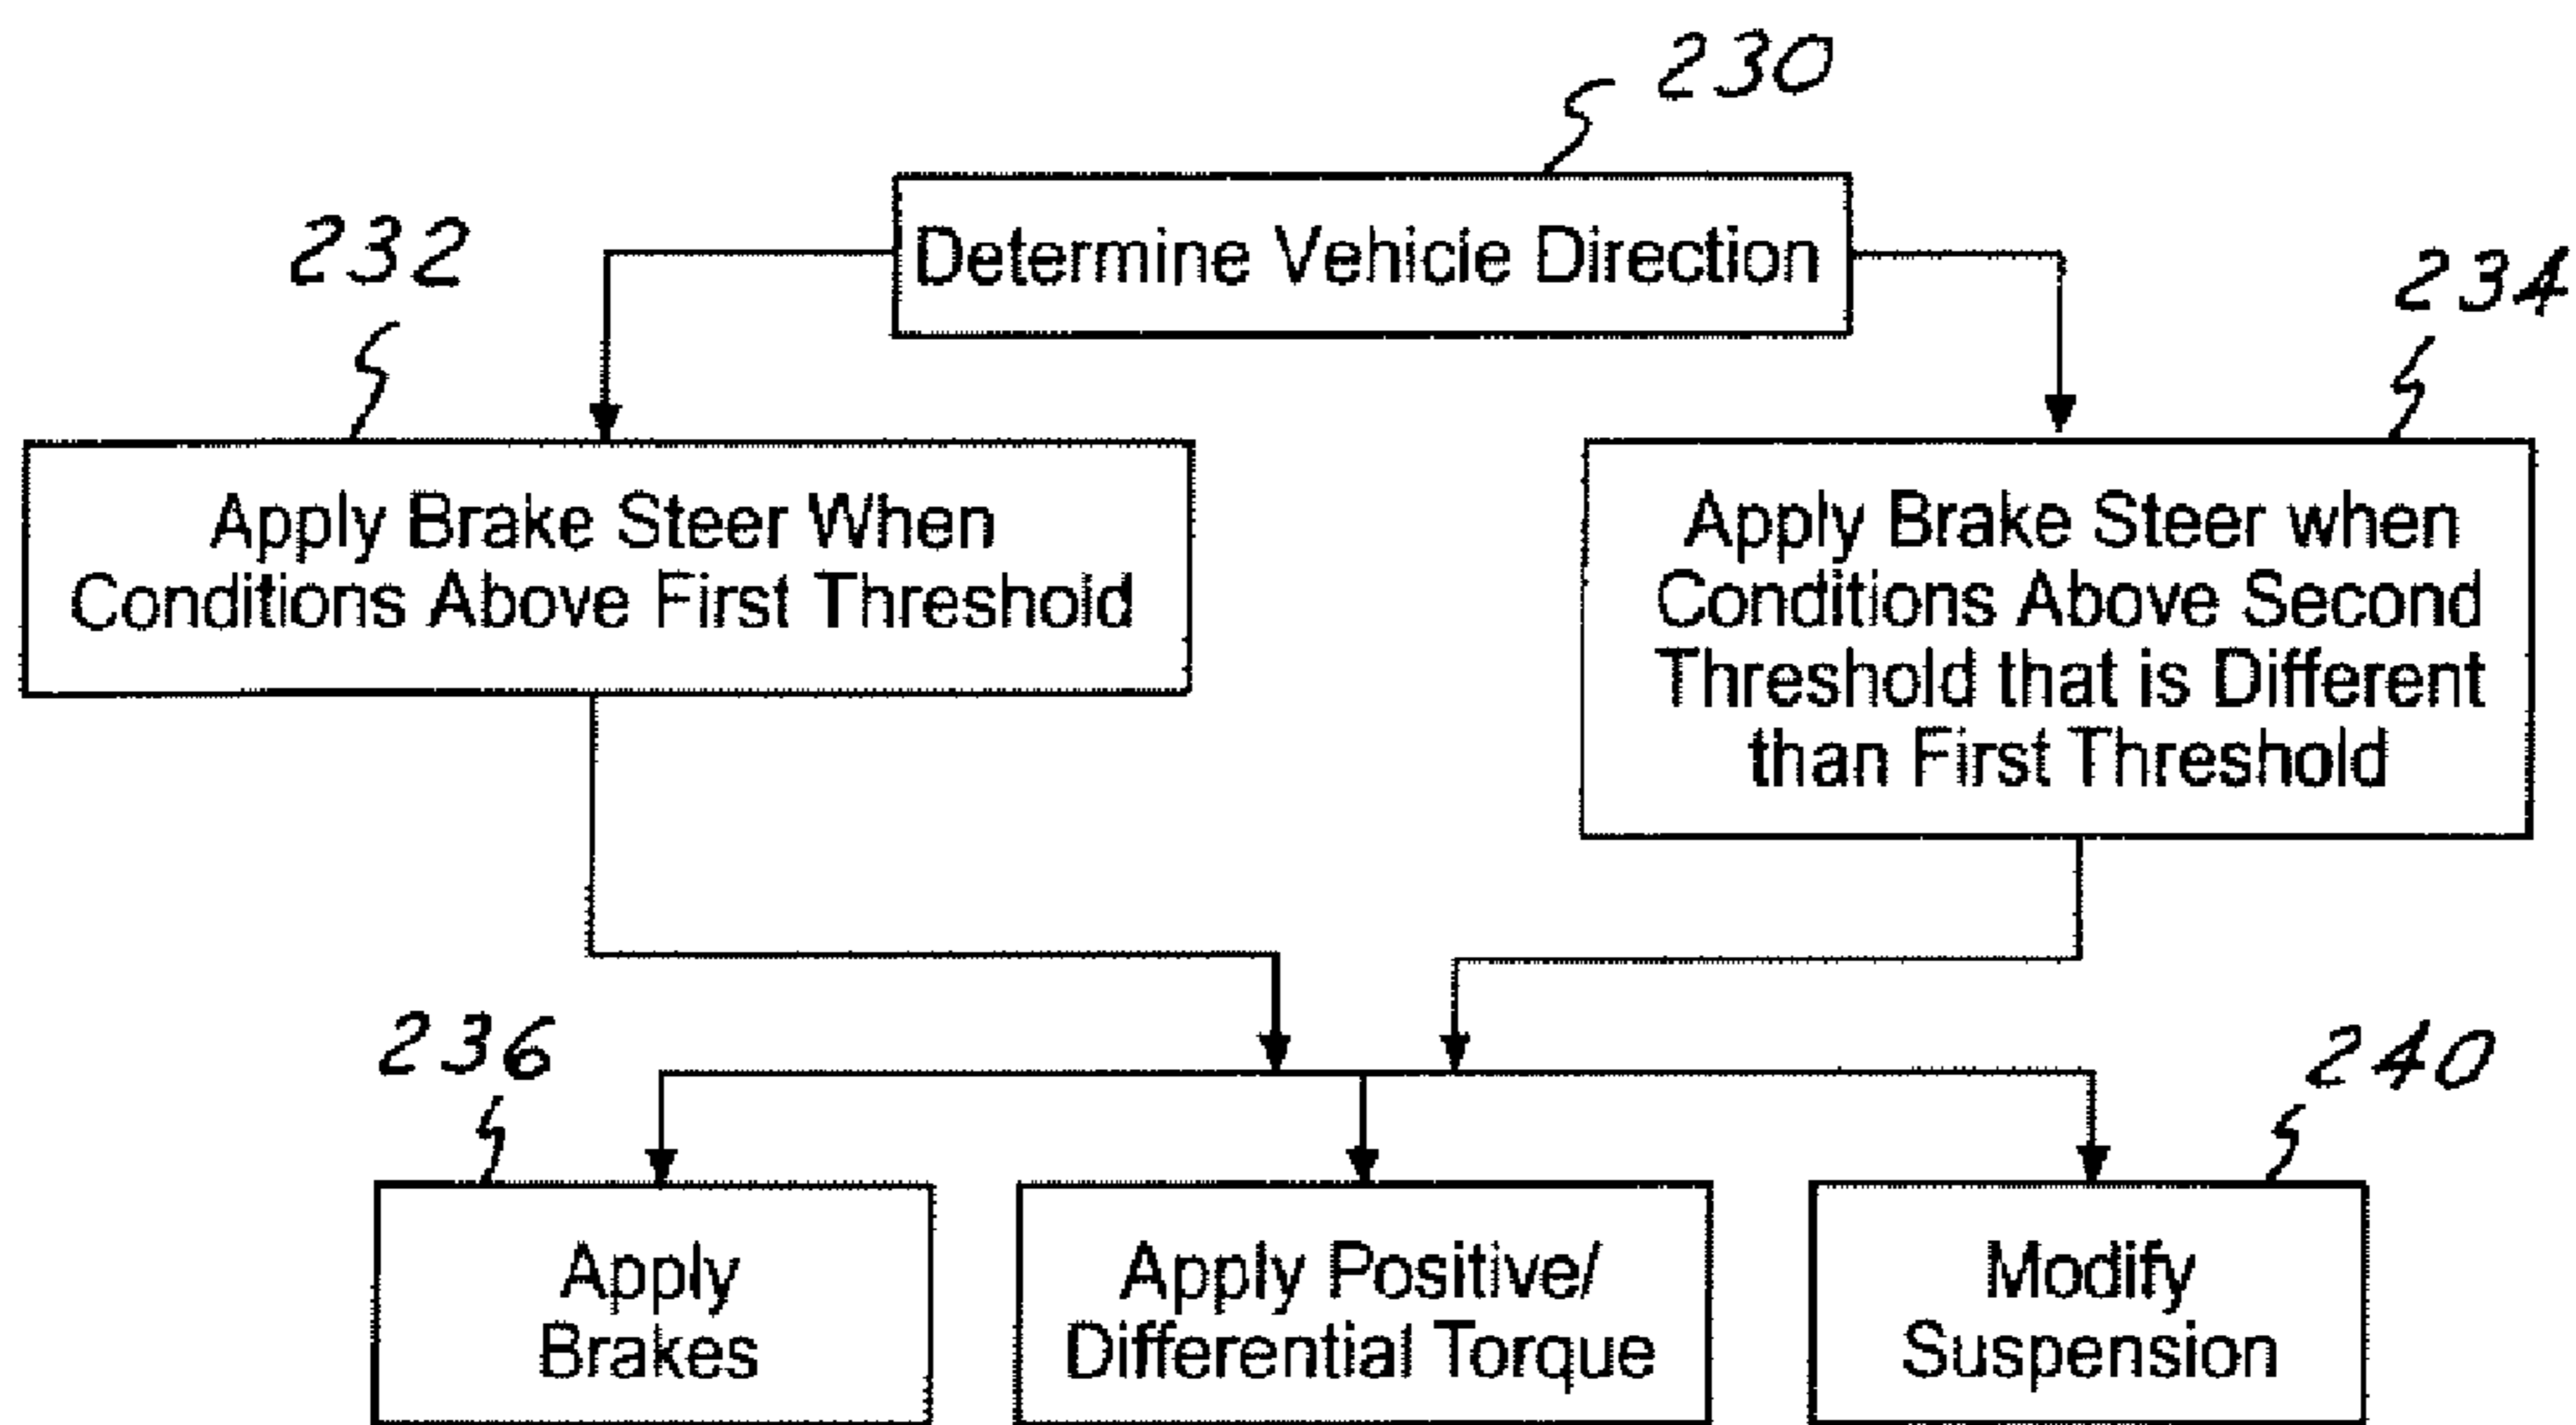 230
Determine Vehicle Direction
232
234
Apply Brake Steer When
Conditions Above First Threshold
Apply Brake Steer when
Conditions Above Second
Threshold that is Different
than First Threshold
236
240
Apply
Brakes
Apply Positive/
Differential Torque
Modify
Suspension